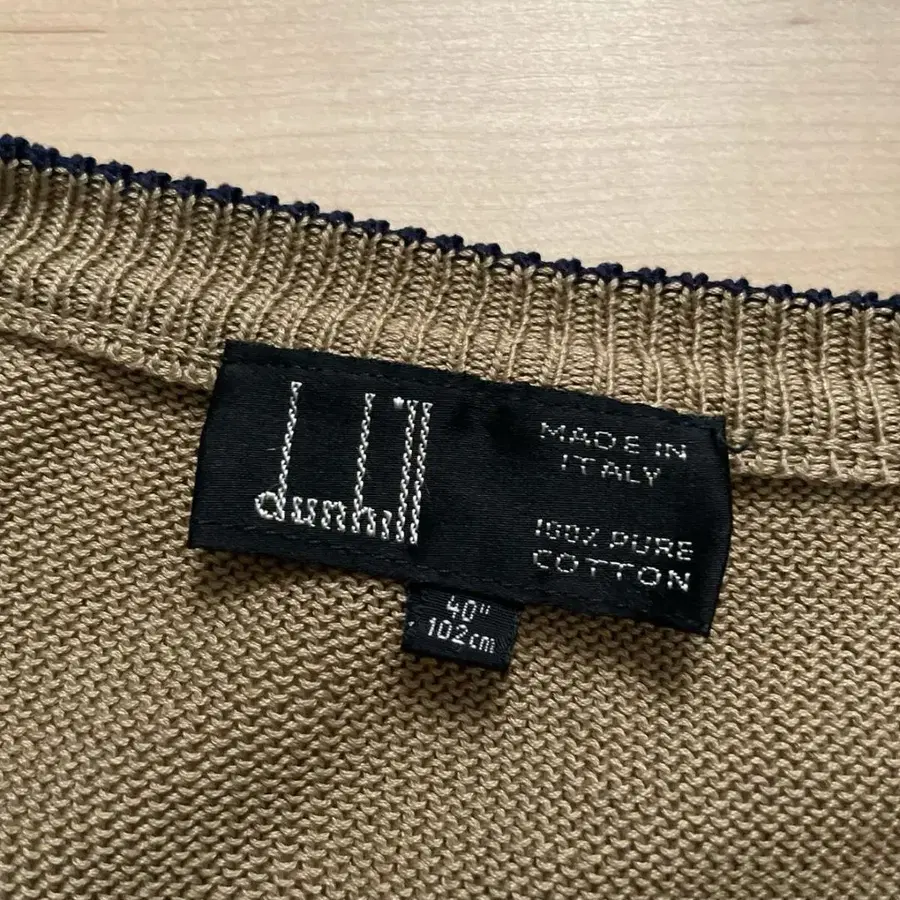 dunhill
MADE IN
ITALY
100% PURE
COTTON
40"
102cm